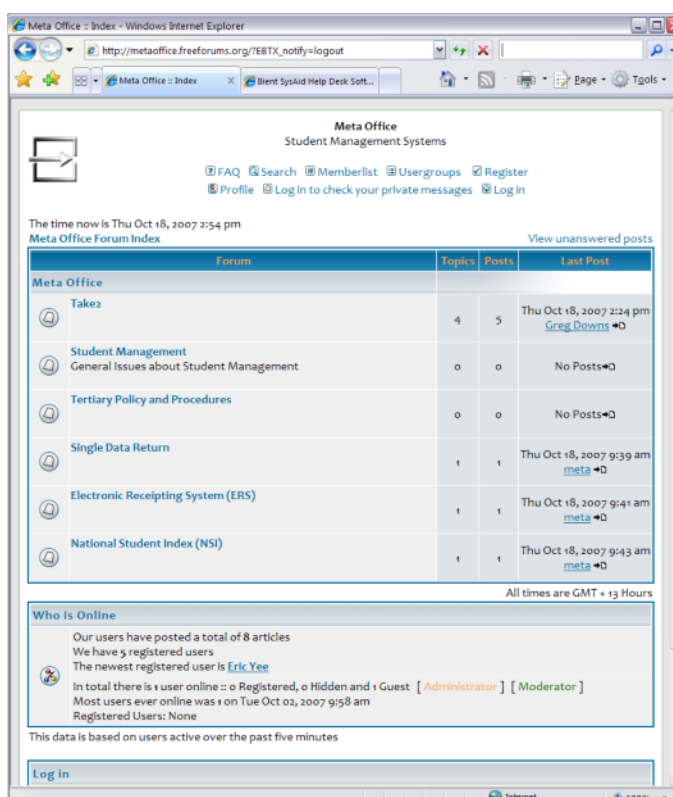 Meta Office :: Index - Windows Internet Explorer
http://metaoffice.freeforums.org/?EBTX_notify=logout
Meta Office :: Index
Bient SysAid Help Desk Soft...
Page
Tools
Meta Office
Student Management Systems
FAQ Search Memberlist Usergroups Register
Profile Log in to check your private messages Log in
The time now is Thu Oct 18, 2007 2:54 pm
Meta Office Forum Index View unanswered posts
Forum Topics Posts Last Post
Meta Office
Take2
4 5 Thu Oct 18, 2007 2:24 pm
Greg Downs
Student Management
General Issues about Student Management
0 0 No Posts
Tertiary Policy and Procedures
0 0 No Posts
Single Data Return
1 1 Thu Oct 18, 2007 9:39 am
meta
Electronic Receipting System (ERS)
1 1 Thu Oct 18, 2007 9:41 am
meta
National Student Index (NSI)
1 1 Thu Oct 18, 2007 9:43 am
meta
All times are GMT + 13 Hours
Who is Online
Our users have posted a total of 8 articles
We have 5 registered users
The newest registered user is Eric Yee
In total there is 1 user online :: 0 Registered, 0 Hidden and 1 Guest [ Administrator ] [ Moderator ]
Most users ever online was 1 on Tue Oct 02, 2007 9:58 am
Registered Users: None
This data is based on users active over the past five minutes
Log in